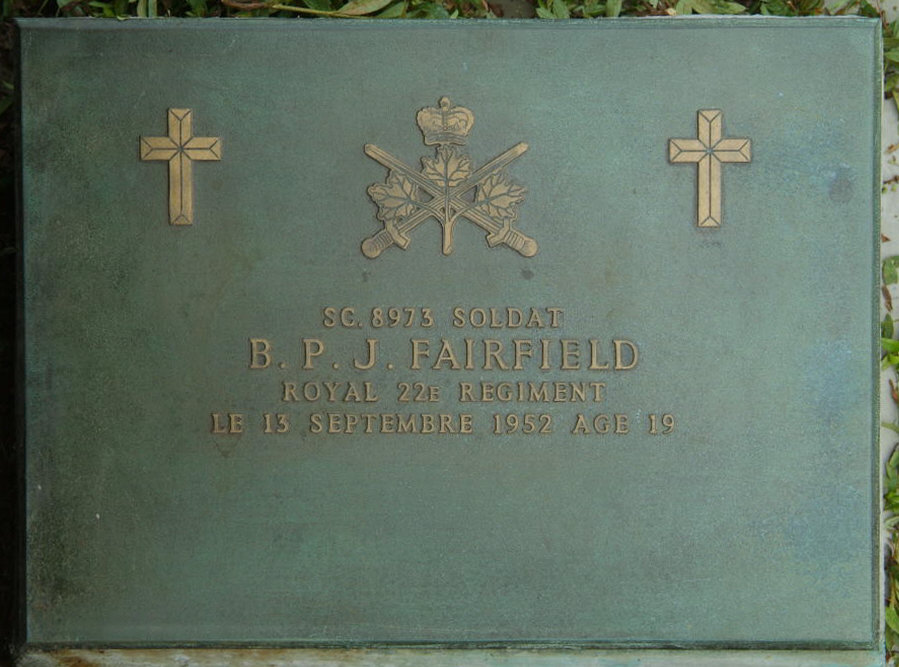 SC. 8973 SOLDAT
B. P. J. FAIRFIELD
ROYAL 22E REGIMENT
LE 13 SEPTEMBRE 1952 AGE 19